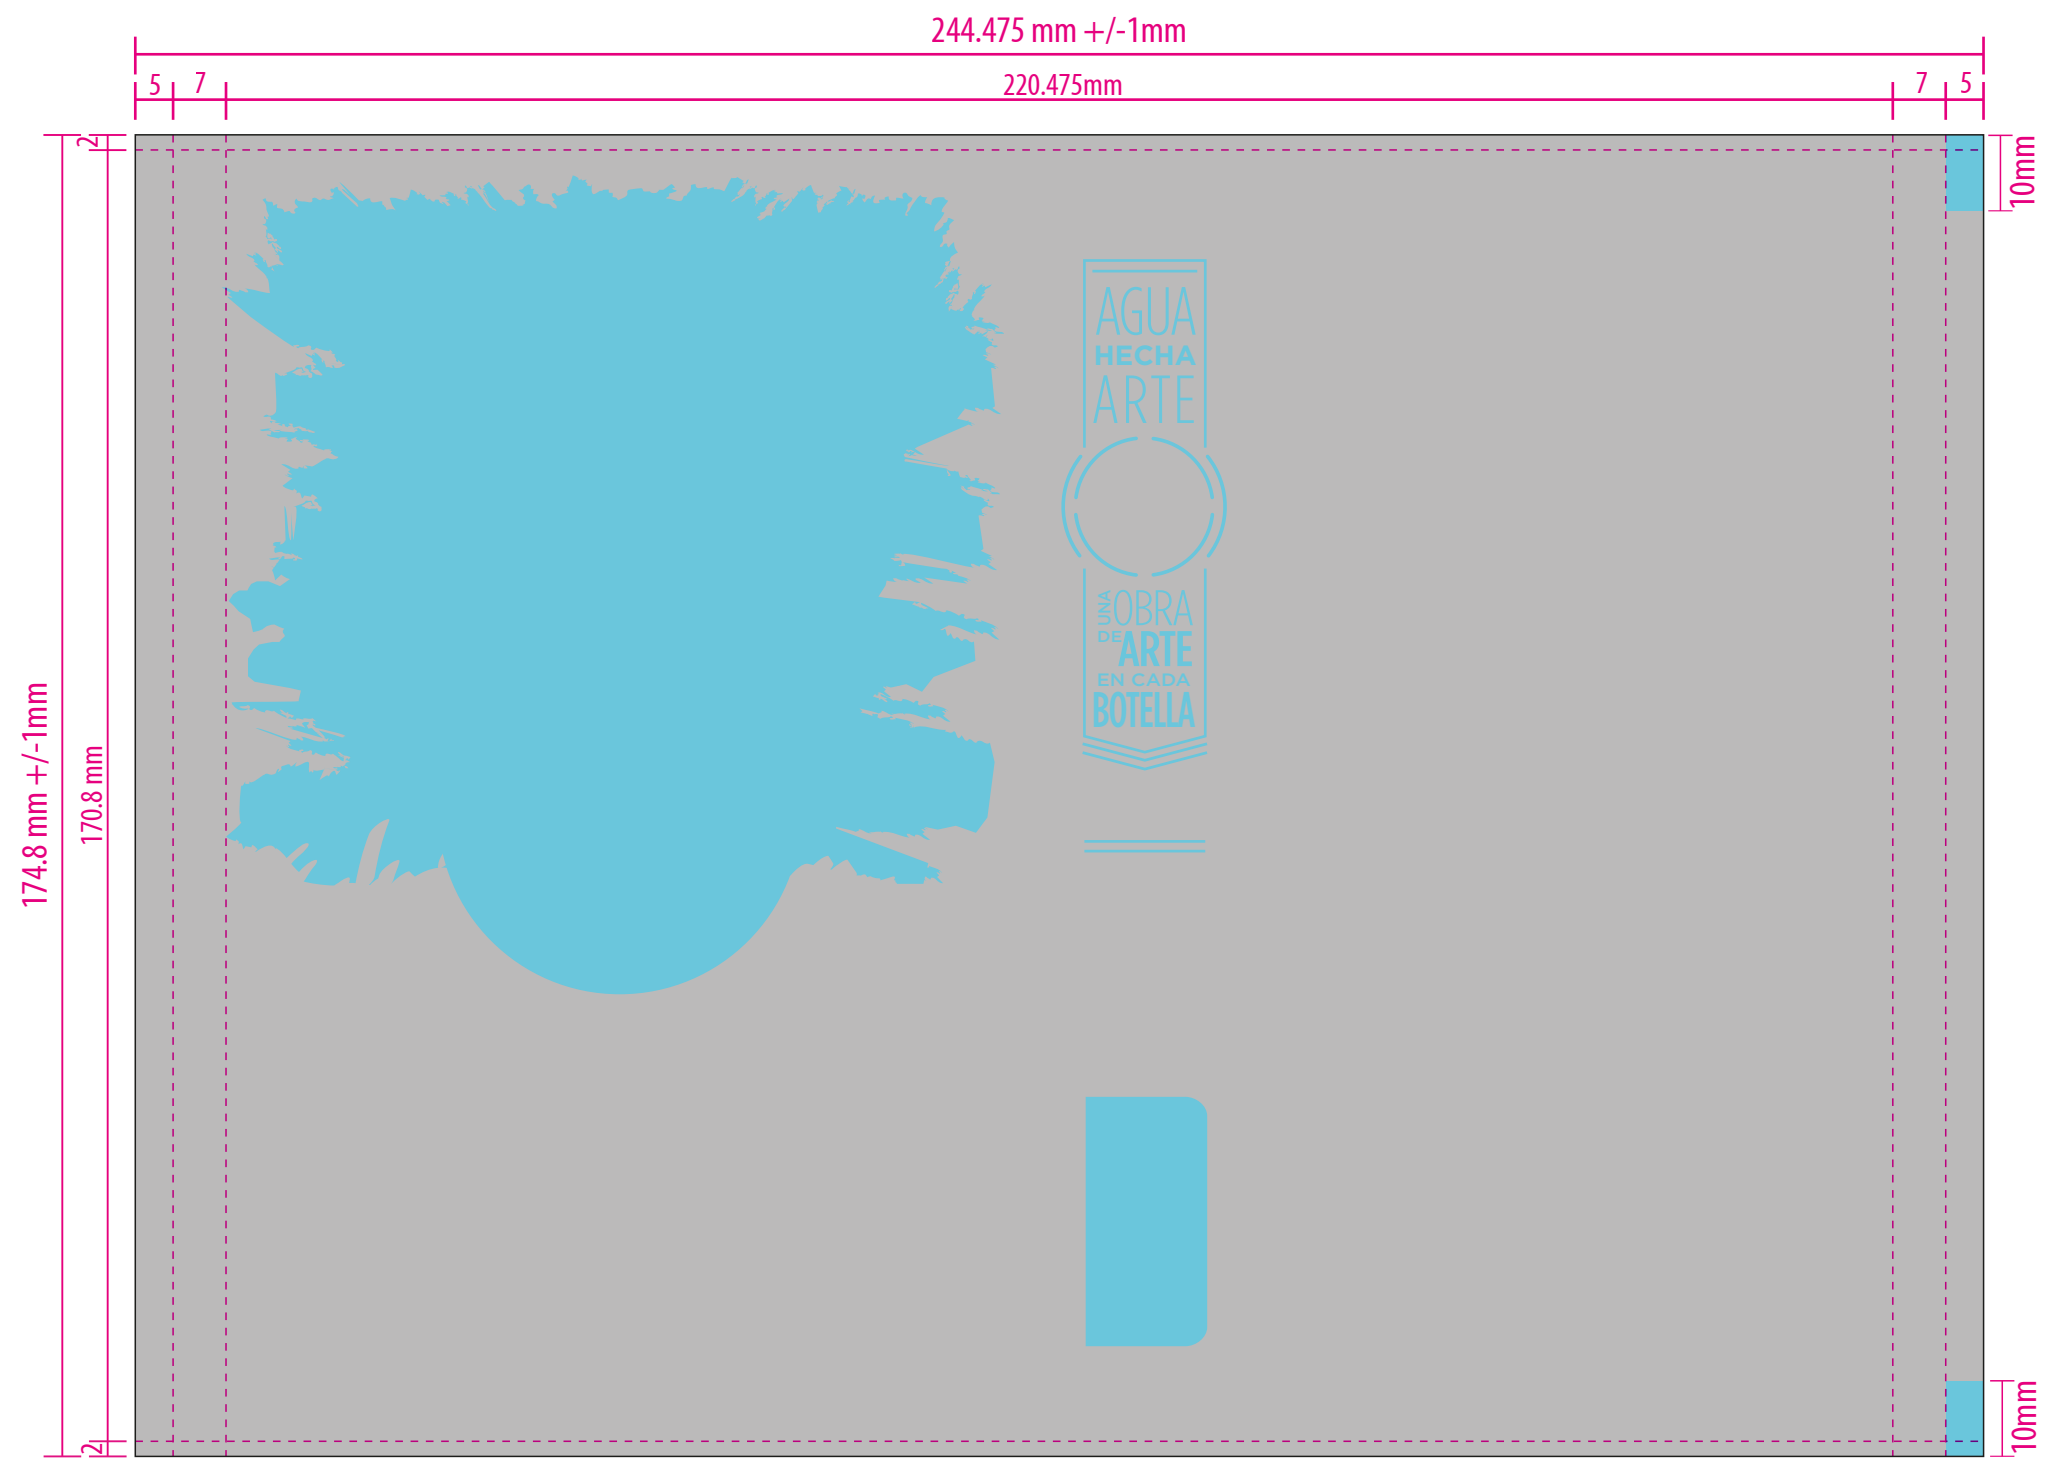 244.475 mm +/-1mm
5 7 220.475mm 7 5
2
10mm
AGUA
HECHA
ARTE
UNA OBRA
DE ARTE
EN CADA
BOTELLA
174.8 mm +/-1mm
170.8 mm
2
10mm